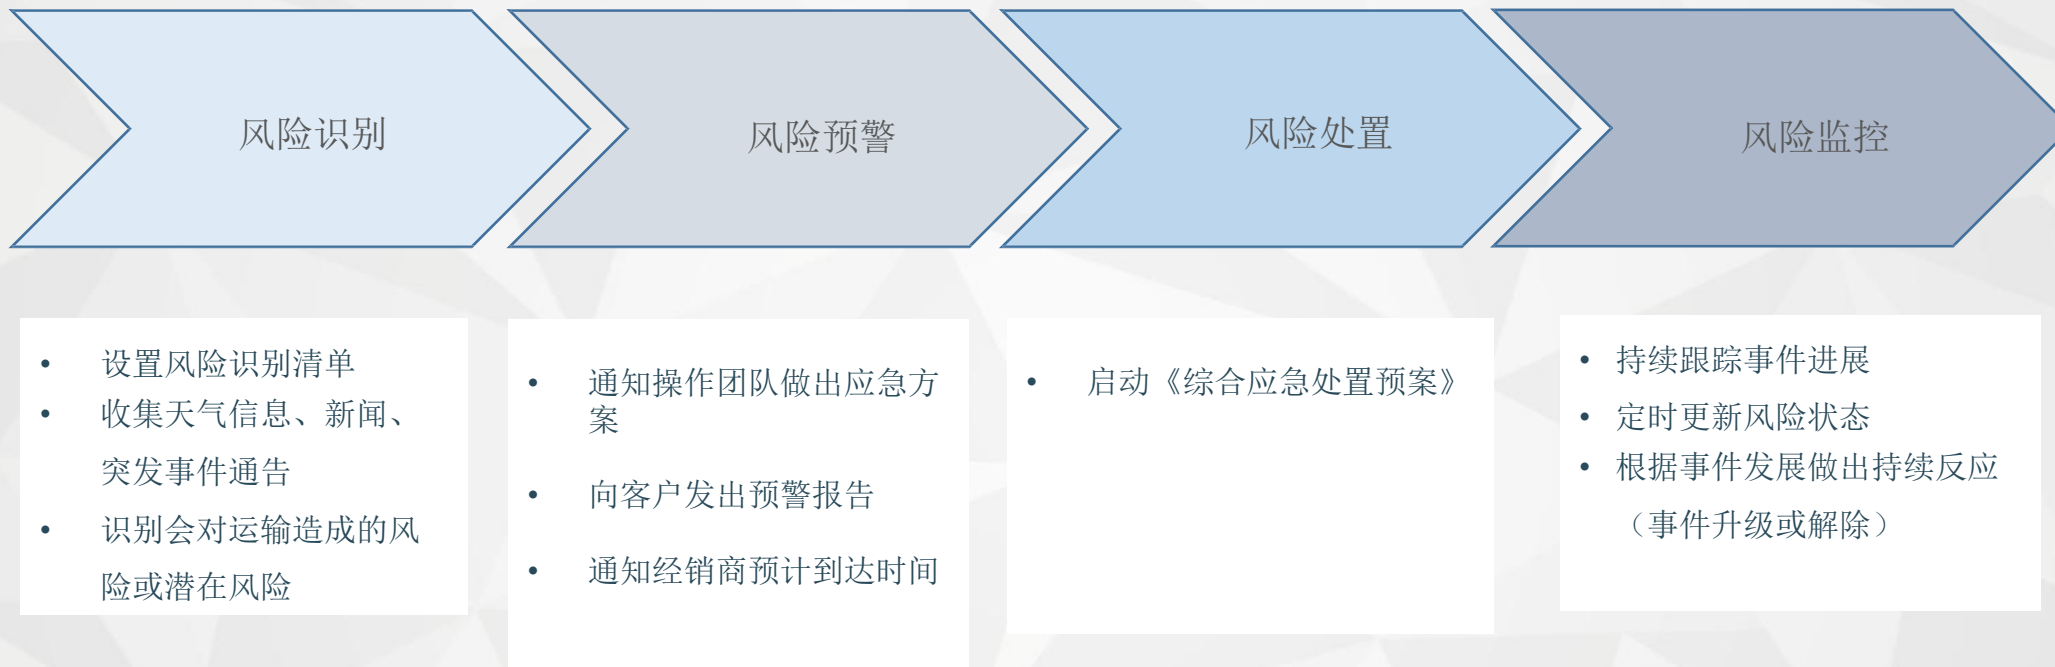 风险识别
风险预警
风险处置
风险监控
• 设置风险识别清单
• 收集天气信息、新闻、
突发事件通告
• 识别会对运输造成的风
险或潜在风险
• 通知操作团队做出应急方
案
• 向客户发出预警报告
• 通知经销商预计到达时间
• 启动《综合应急处置预案》
• 持续跟踪事件进展
• 定时更新风险状态
• 根据事件发展做出持续反应
（事件升级或解除）